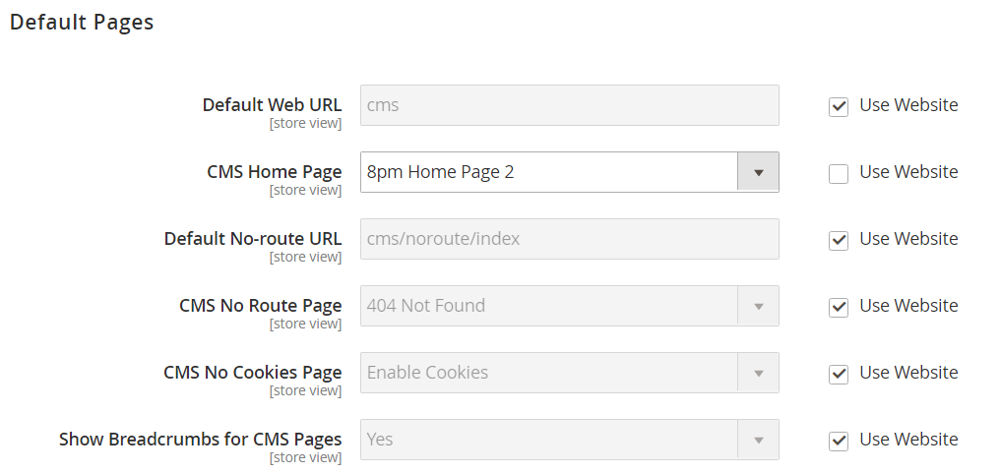 Default Pages
Default Web URL cms Use Website
[store view]
CMS Home Page 8pm Home Page 2 Use Website
[store view]
Default No-route URL cms/noroute/index Use Website
[store view]
CMS No Route Page 404 Not Found Use Website
[store view]
CMS No Cookies Page Enable Cookies Use Website
[store view]
Show Breadcrumbs for CMS Pages Yes Use Website
[store view]